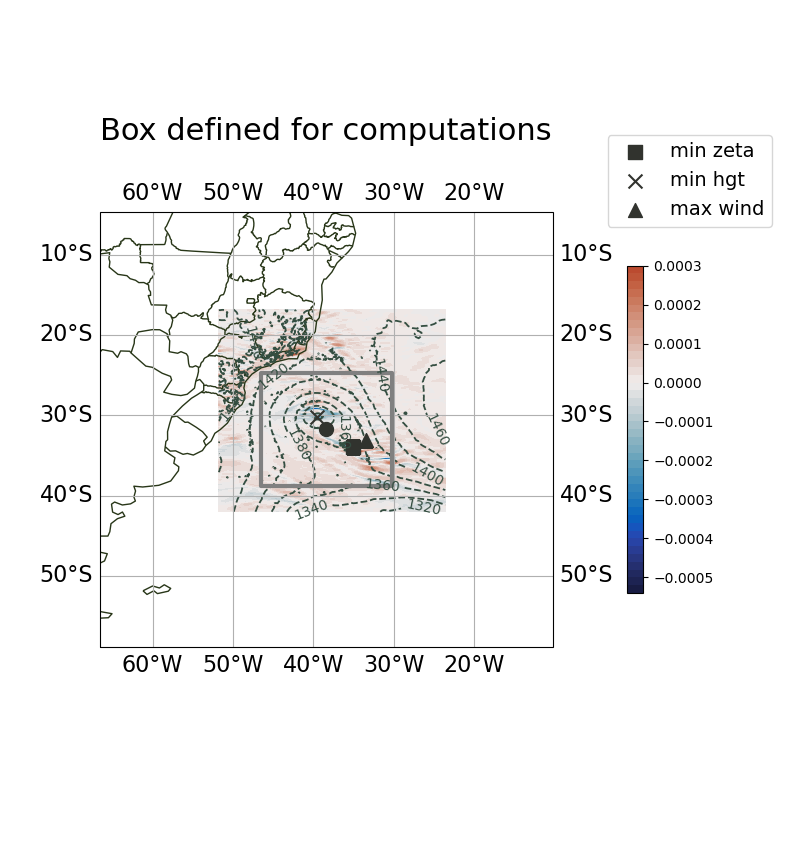 Box defined for computations
min zeta
min hgt
max wind
60°W 50°W 40°W 30°W 20°W
10°S 10°S
20°S 20°S
30°S 30°S
40°S 40°S
50°S 50°S
60°W 50°W 40°W 30°W 20°W
0.0003
0.0002
0.0001
0.0000
−0.0001
−0.0002
−0.0003
−0.0004
−0.0005
1420
1440
1460
1380
1400
1360
1340
1320